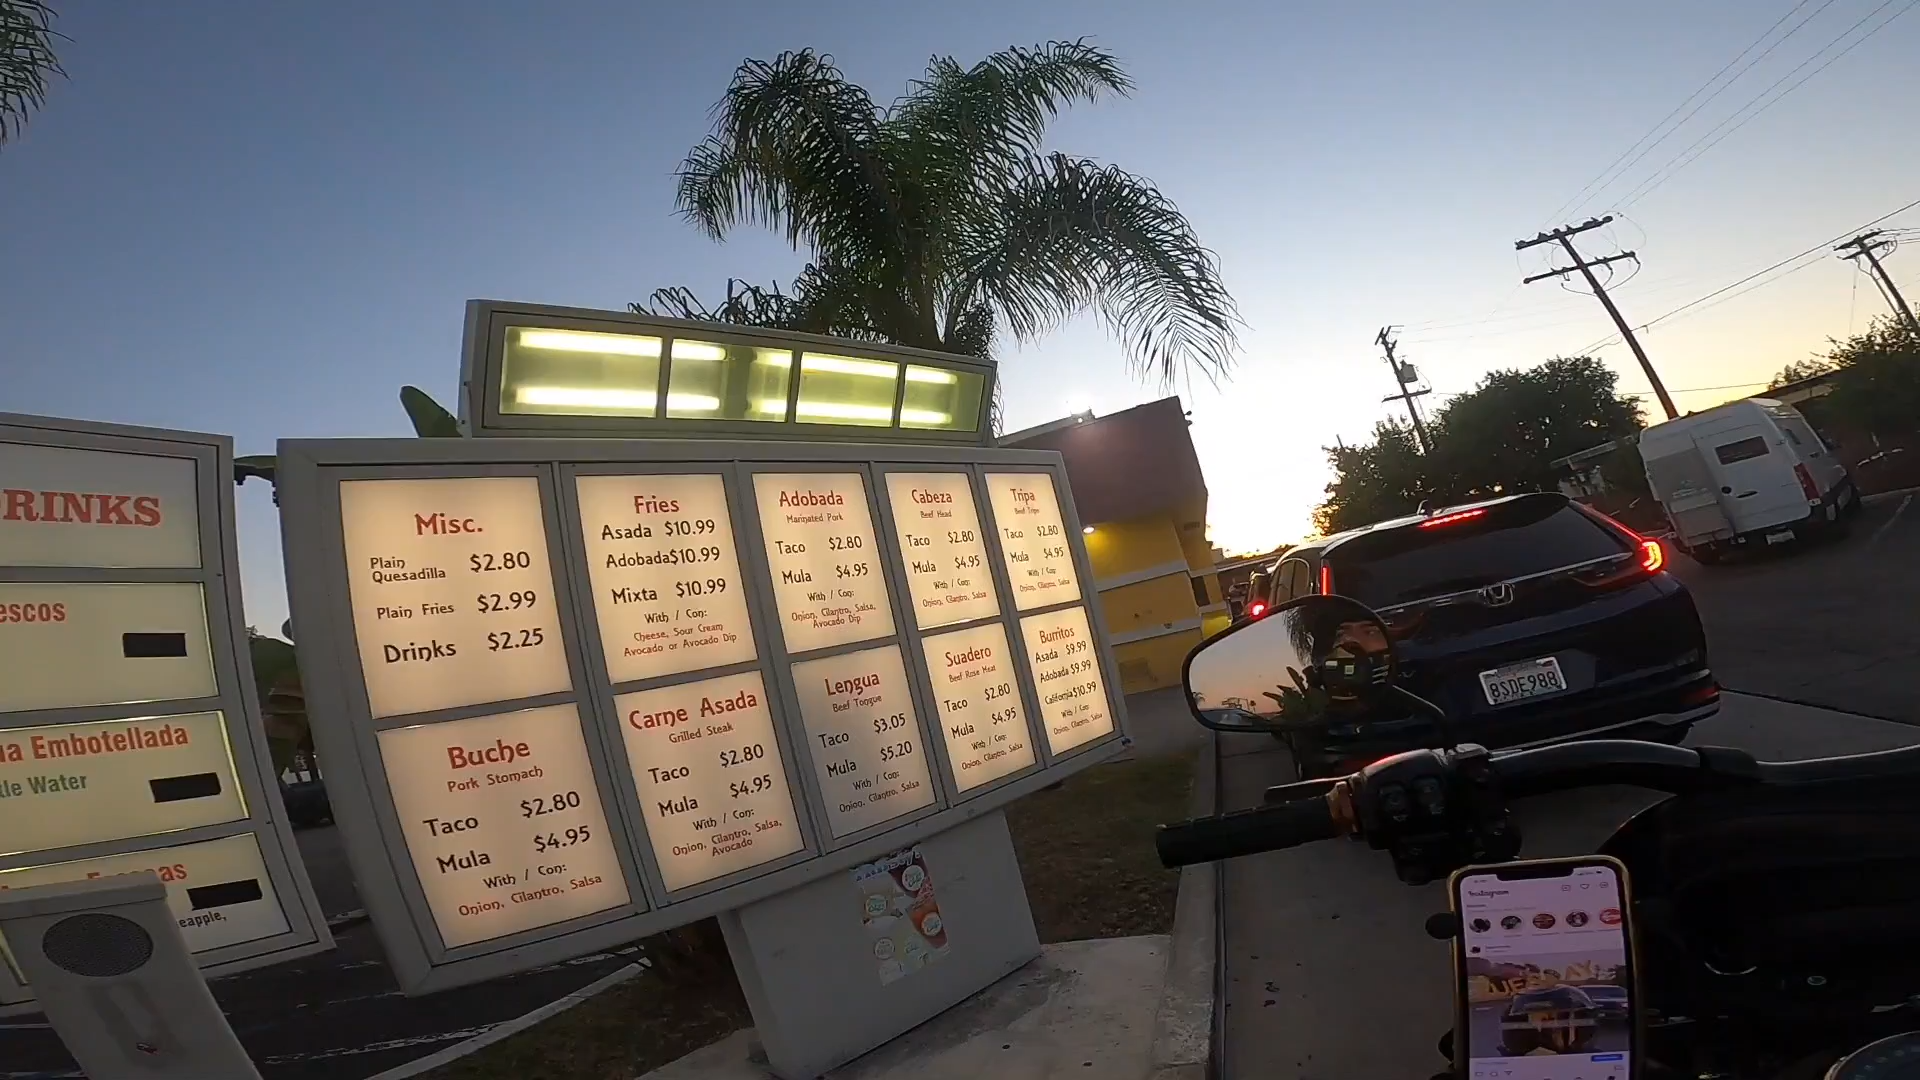 RINKS
escos
ua Embotellada
tle Water
eapple,
Misc.
Plain Quesadilla $2.80
Plain Fries $2.99
Drinks $2.25
Fries
Asada $10.99
Adobada $10.99
Mixta $10.99
With / Con:
Cheese, Sour Cream
Avocado or Avocado Dip
Adobada
Marinated Pork
Taco $2.80
Mula $4.95
With / Con:
Onion, Cilantro, Salsa,
Avocado Dip
Cabeza
Beef Head
Taco $2.80
Mula $4.95
With / Con:
Onion, Cilantro, Salsa
Tripa
Beef Tripe
Taco $2.80
Mula $4.95
With / Con:
Onion, Cilantro, Salsa
Buche
Pork Stomach
Taco $2.80
Mula $4.95
With / Con:
Onion, Cilantro, Salsa
Carne Asada
Grilled Steak
Taco $2.80
Mula $4.95
With / Con:
Onion, Cilantro, Salsa,
Avocado
Lengua
Beef Tongue
Taco $3.05
Mula $5.20
With / Con:
Onion, Cilantro, Salsa
Suadero
Beef Rose Meat
Taco $2.80
Mula $4.95
With / Con:
Onion, Cilantro, Salsa
Burritos
Asada $9.99
Adobada $9.99
California $10.99
With / Con:
Onion, Cilantro, Salsa
8SDE988
Instagram